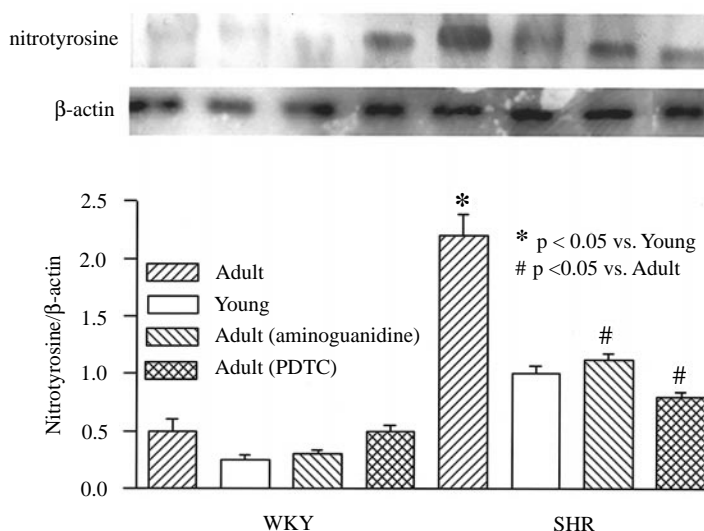 nitrotyrosine
β-actin
2.5
2.0
1.5
1.0
0.5
0.0
Nitrotyrosine/β-actin
Adult
Young
Adult (aminoguanidine)
Adult (PDTC)
*
* p < 0.05 vs. Young
# p <0.05 vs. Adult
#
#
WKY
SHR